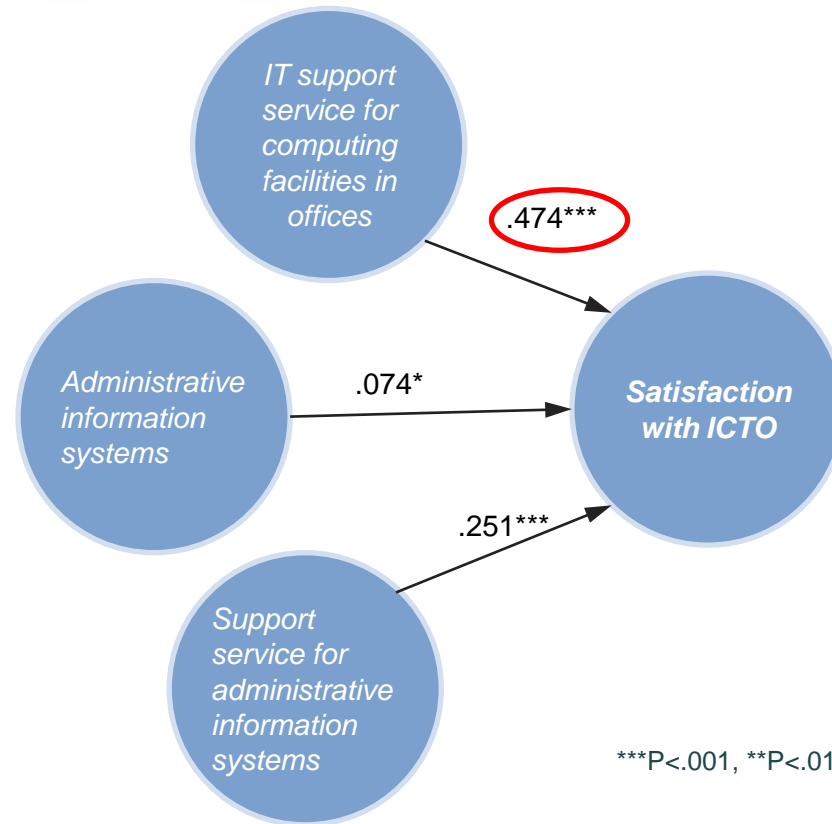 IT support
service for
computing
facilities in
offices
.474***
Administrative
information
systems
.074*
Satisfaction
with ICTO
.251***
Support
service for
administrative
information
systems
***P<.001, **P<.01